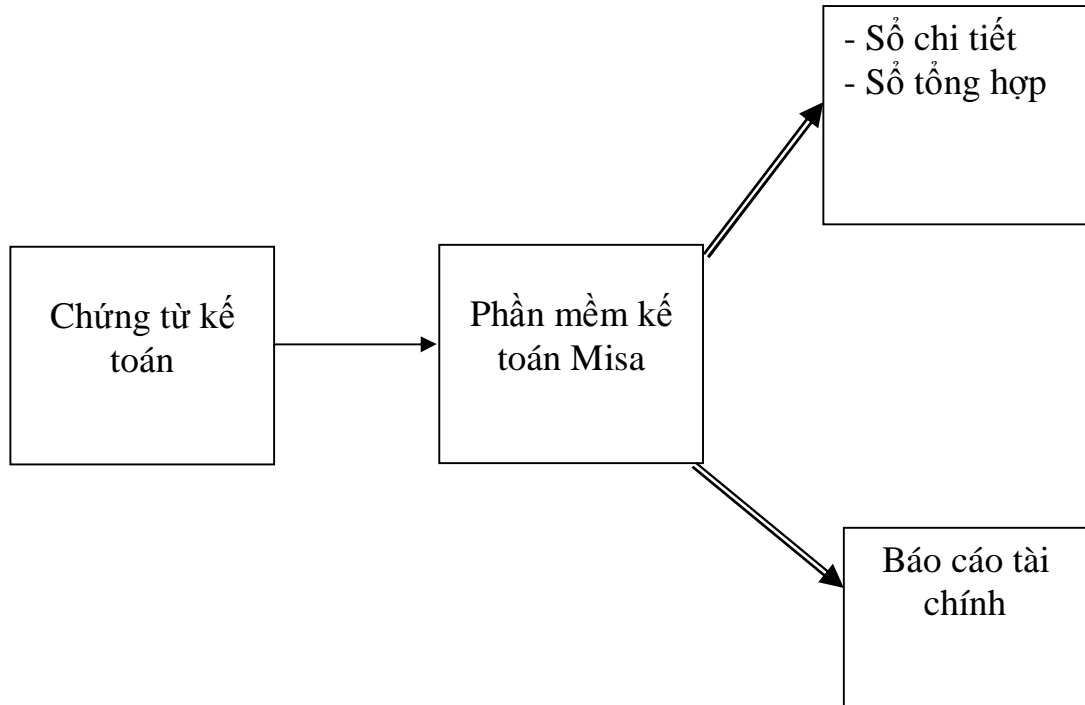 - Sổ chi tiết
- Sổ tổng hợp
Chứng từ kế
toán
Phần mềm kế
toán Misa
Báo cáo tài
chính